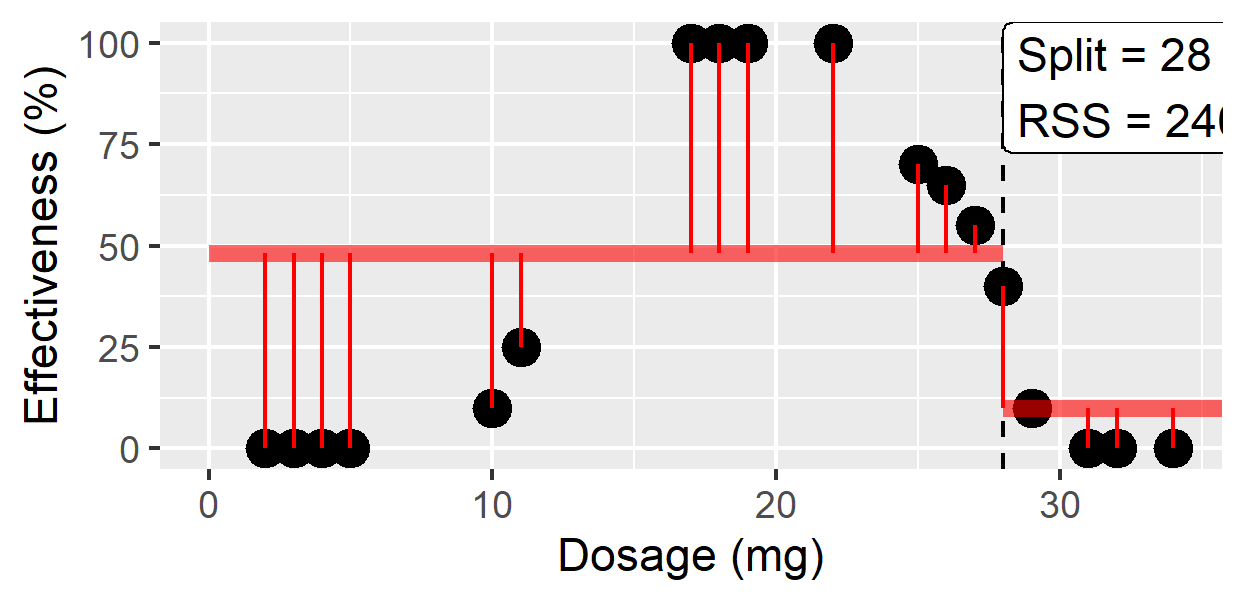 Effectiveness (%)
100
75
50
25
0
Split = 28
RSS = 24
0
10
20
30
Dosage (mg)